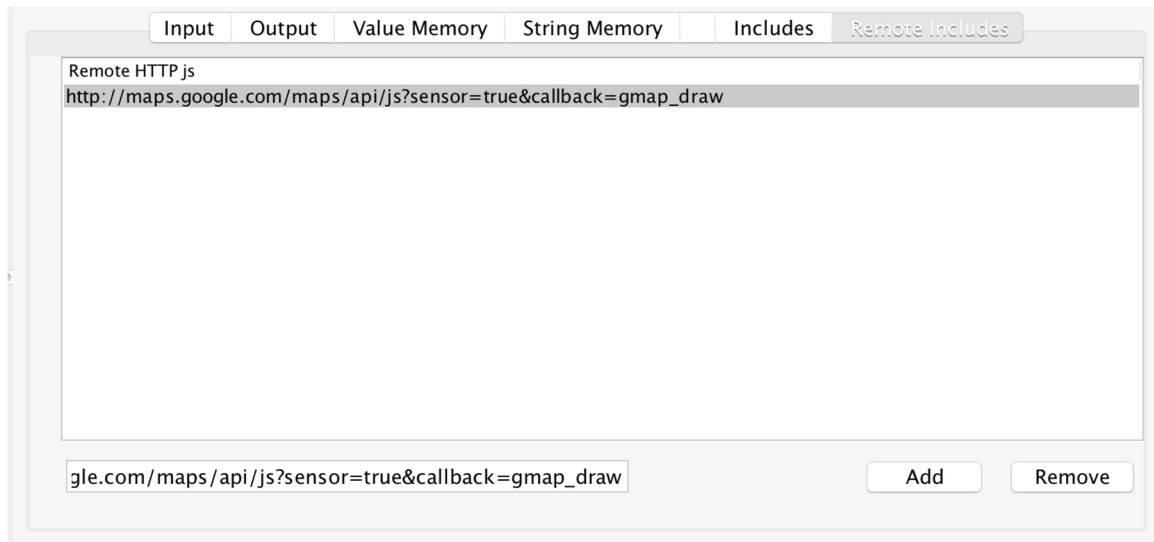 Input Output Value Memory String Memory Includes Remote Includes
Remote HTTP js
http://maps.google.com/maps/api/js?sensor=true&callback=gmap_draw
gle.com/maps/api/js?sensor=true&callback=gmap_draw Add Remove